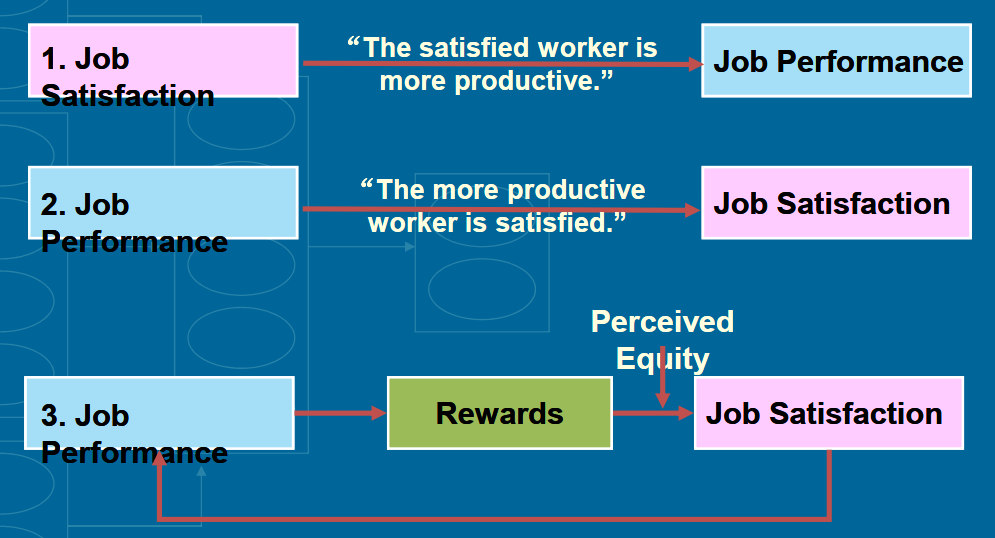 1. Job
Satisfaction
“The satisfied worker is
more productive.”
Job Performance
2. Job
Performance
“The more productive
worker is satisfied.”
Job Satisfaction
Perceived
Equity
3. Job
Performance
Rewards
Job Satisfaction